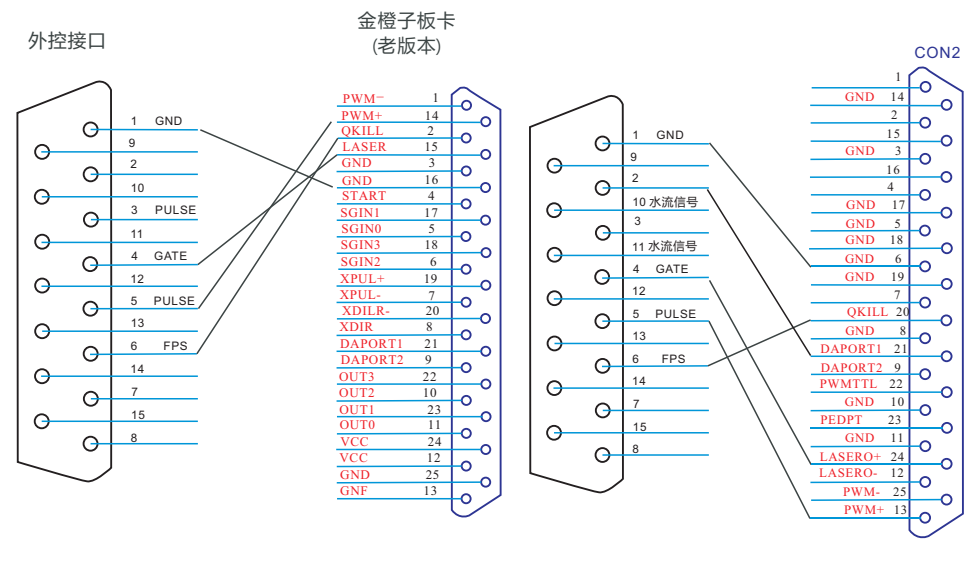 外控接口
金橙子板卡
(老版本)
CON2
1 GND
9
2
10
3 PULSE
11
4 GATE
12
5 PULSE
13
6 FPS
14
7
15
8
PWM— 1
PWM+ 14
QKILL 2
LASER 15
GND 3
GND 16
START 4
SGIN1 17
SGIN0 5
SGIN3 18
SGIN2 6
XPUL+ 19
XPUL- 7
XDILR- 20
XDIR 8
DAPORT1 21
DAPORT2 9
OUT3 22
OUT2 10
OUT1 23
OUT0 11
VCC 24
VCC 12
GND 25
GNF 13
1 GND
9
2
10 水流信号
3
11 水流信号
4 GATE
12
5 PULSE
13
6 FPS
14
7
15
8
1
GND 14
2
15
GND 3
16
4
GND 17
GND 5
GND 18
GND 6
GND 19
7
QKILL 20
GND 8
DAPORT1 21
DAPORT2 9
PWMTTL 22
GND 10
PEDPT 23
GND 11
LASERO+ 24
LASERO- 12
PWM- 25
PWM+ 13